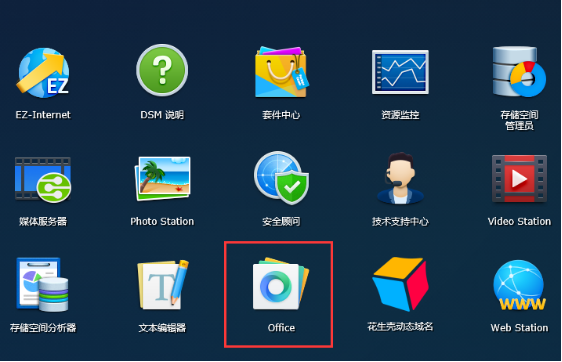 EZ
EZ-Internet
?
DSM 说明
套件中心
资源监控
存储空间
管理员
媒体服务器
Photo Station
安全顾问
技术支持中心
Video Station
T
WWW
存储空间分析器
文本编辑器
Office
花生壳动态域名
Web Station